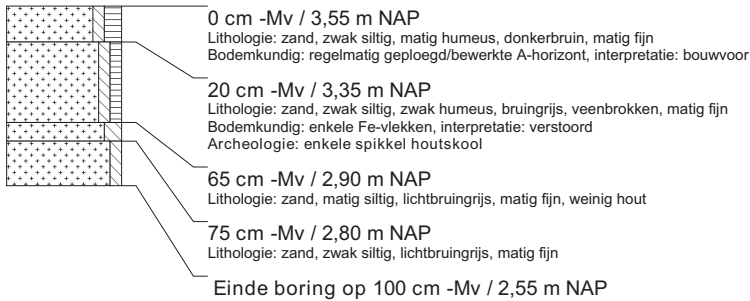 0 cm -Mv / 3,55 m NAP
Lithologie: zand, zwak siltig, matig humeus, donkerbruin, matig fijn
Bodemkundig: regelmatig geploegd/bewerkte A-horizont, interpretatie: bouwvoor
20 cm -Mv / 3,35 m NAP
Lithologie: zand, zwak siltig, zwak humeus, bruingrijs, veenbrokken, matig fijn
Bodemkundig: enkele Fe-vlekken, interpretatie: verstoord
Archeologie: enkele spikkel houtskool
65 cm -Mv / 2,90 m NAP
Lithologie: zand, matig siltig, lichtbruingrijs, matig fijn, weinig hout
75 cm -Mv / 2,80 m NAP
Lithologie: zand, zwak siltig, lichtbruingrijs, matig fijn
Einde boring op 100 cm -Mv / 2,55 m NAP